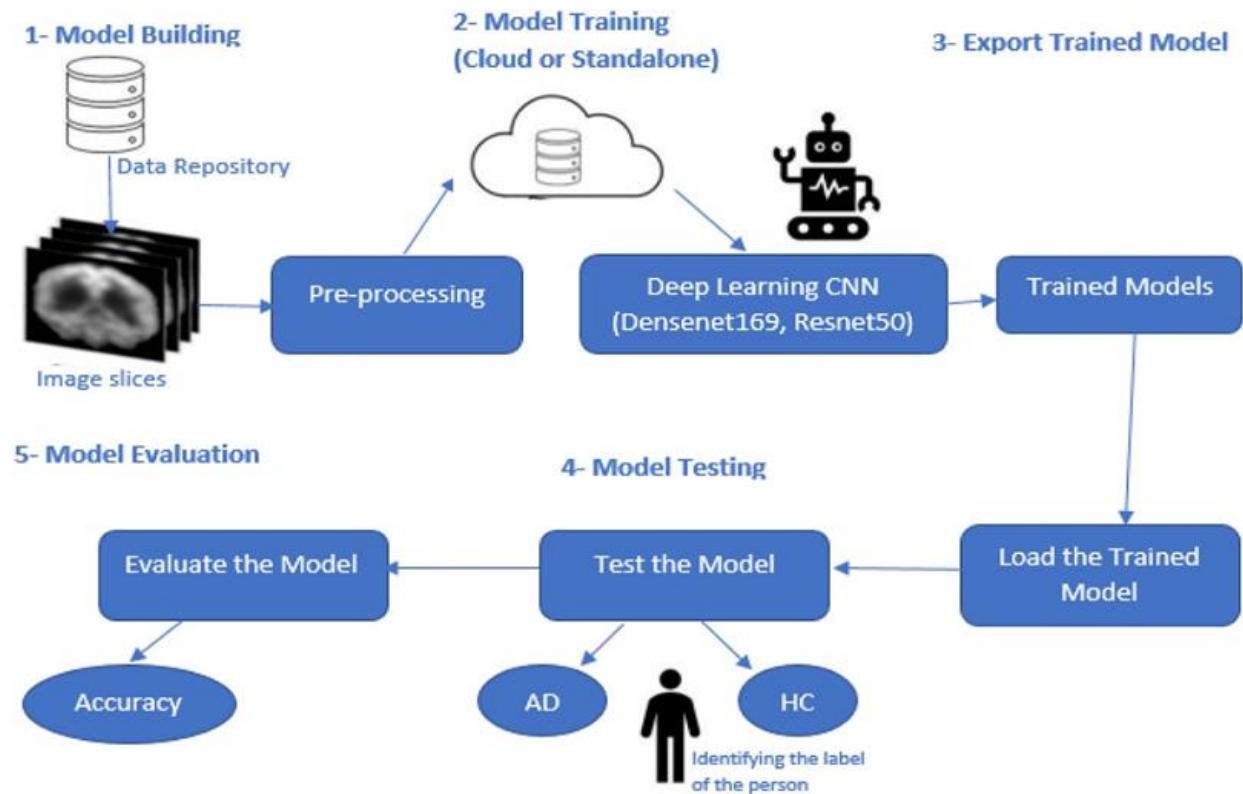 1- Model Building
2- Model Training
(Cloud or Standalone)
3- Export Trained Model
Data Repository
Image slices
Pre-processing
Deep Learning CNN
(Densenet169, Resnet50)
Trained Models
5- Model Evaluation
4- Model Testing
Evaluate the Model
Test the Model
Load the Trained
Model
Accuracy
AD
HC
Identifying the label
of the person